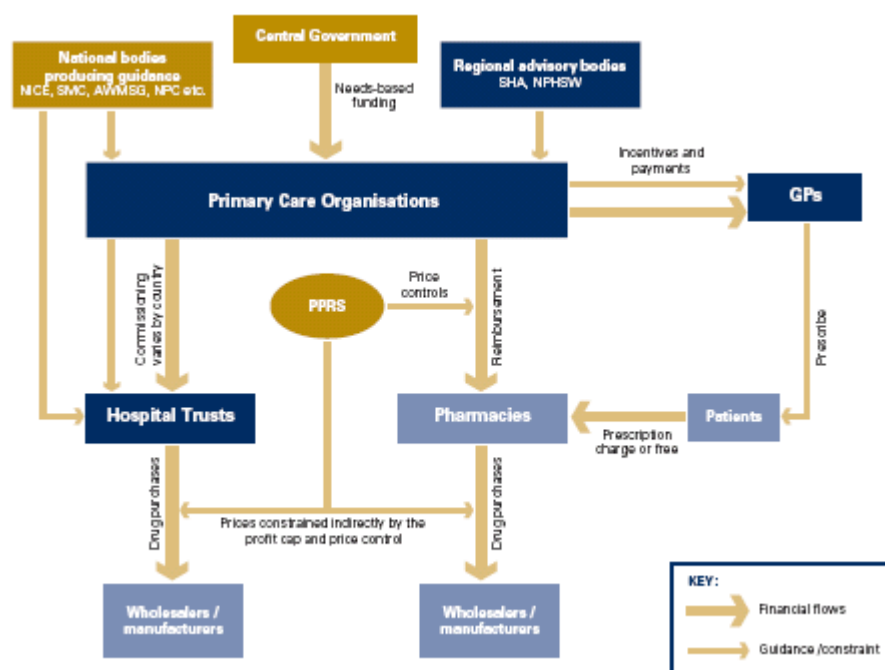 Central Government
National bodies
producing guidance
NICE, SMC, AWMSG, NPC etc.
Regional advisory bodies
SHA, NPHSW
Needs-based
funding
Incentives and
payments
Primary Care Organisations
GPs
Commissioning
varies by country
PPRS
Price
controls
Reimbursement
Prescribe
Hospital Trusts
Pharmacies
Patients
Prescription
charge or free
Drug purchases
Prices constrained indirectly by the
profit cap and price control
Drug purchases
Wholesalers /
manufacturers
Wholesalers /
manufacturers
KEY:
Financial flows
Guidance /constraint